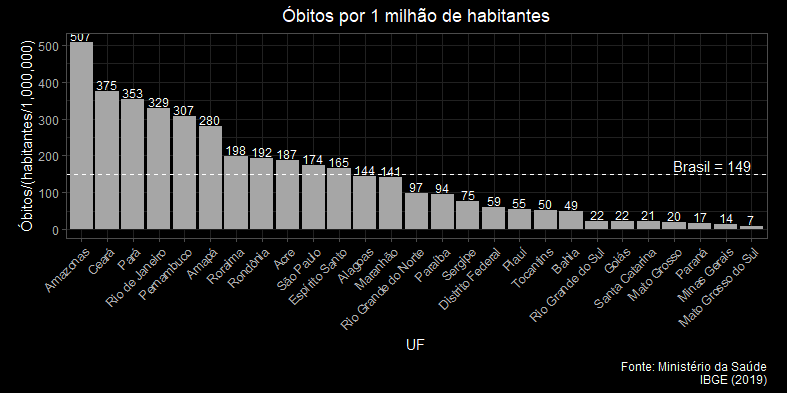 Óbitos por 1 milhão de habitantes
Óbitos/(habitantes/1,000,000)
500
400
300
200
100
0
507
375
353
329
307
280
198
192
187
174
165
144
141
97
94
75
59
55
50
49
22
22
21
20
17
14
7
Brasil = 149
Amazonas
Ceará
Pará
Rio de Janeiro
Pernambuco
Amapá
Roraima
Rondônia
Acre
São Paulo
Espírito Santo
Alagoas
Maranhão
Rio Grande do Norte
Paraíba
Sergipe
Distrito Federal
Piauí
Tocantins
Bahia
Rio Grande do Sul
Goiás
Santa Catarina
Mato Grosso
Paraná
Minas Gerais
Mato Grosso do Sul
UF
Fonte: Ministério da Saúde
IBGE (2019)